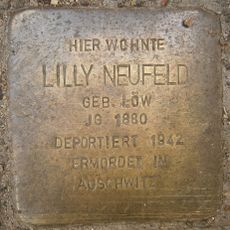 HIER WOHNTE
LILLY NEUFELD
GEB. LÖW
JG. 1880
DEPORTIERT 1942
ERMORDET IN
AUSCHWITZ